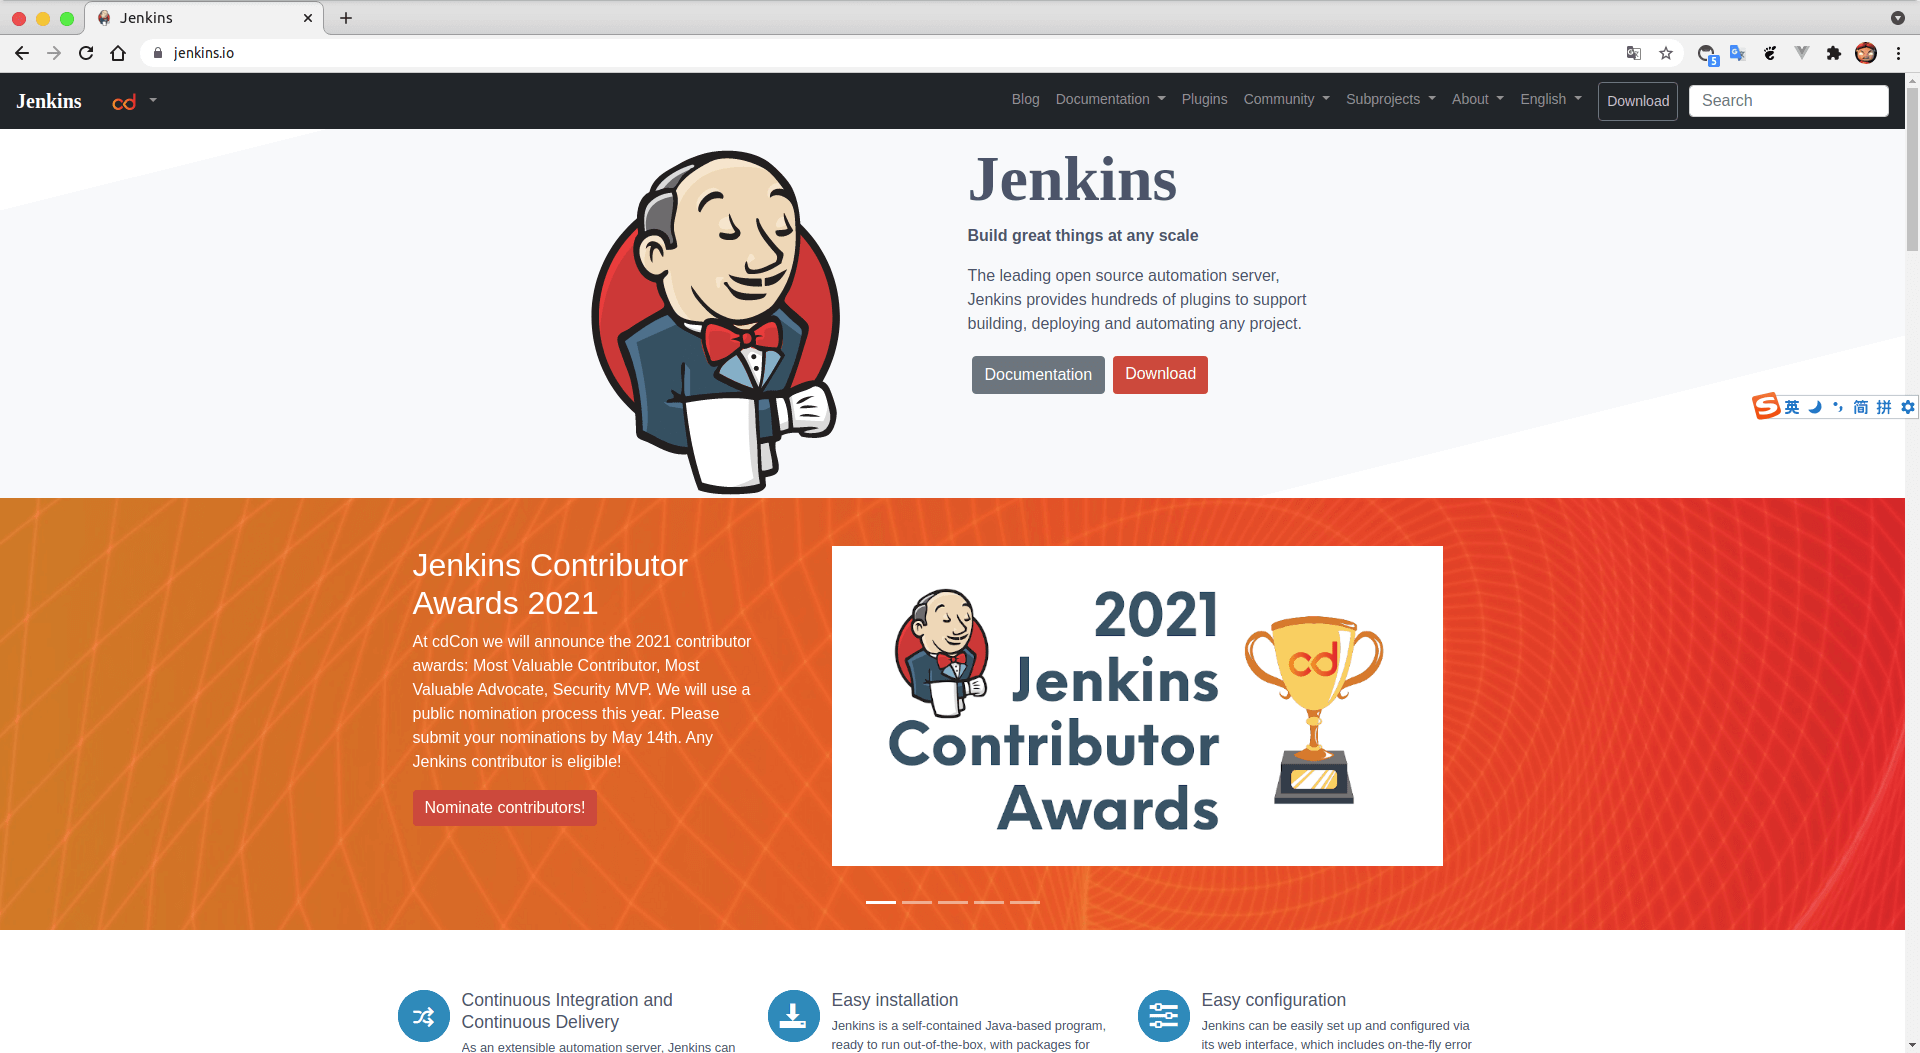 Jenkins
jenkins.io
5
Jenkins
cd
Blog
Documentation
Plugins
Community
Subprojects
About
English
Download
Search
Jenkins
Build great things at any scale
The leading open source automation server,
Jenkins provides hundreds of plugins to support
building, deploying and automating any project.
Documentation
Download
英 简 拼
Jenkins Contributor
Awards 2021
At cdCon we will announce the 2021 contributor
awards: Most Valuable Contributor, Most
Valuable Advocate, Security MVP. We will use a
public nomination process this year. Please
submit your nominations by May 14th. Any
Jenkins contributor is eligible!
Nominate contributors!
2021
Jenkins
Contributor
Awards
cd
Continuous Integration and
Continuous Delivery
As an extensible automation server, Jenkins can
Easy installation
Jenkins is a self-contained Java-based program,
ready to run out-of-the-box, with packages for
Easy configuration
Jenkins can be easily set up and configured via
its web interface, which includes on-the-fly error